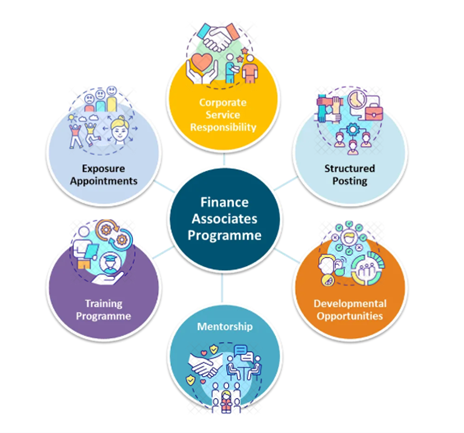 Corporate
Service
Responsibility
Exposure
Appointments
Structured
Posting
Finance
Associates
Programme
Training
Programme
Developmental
Opportunities
Mentorship